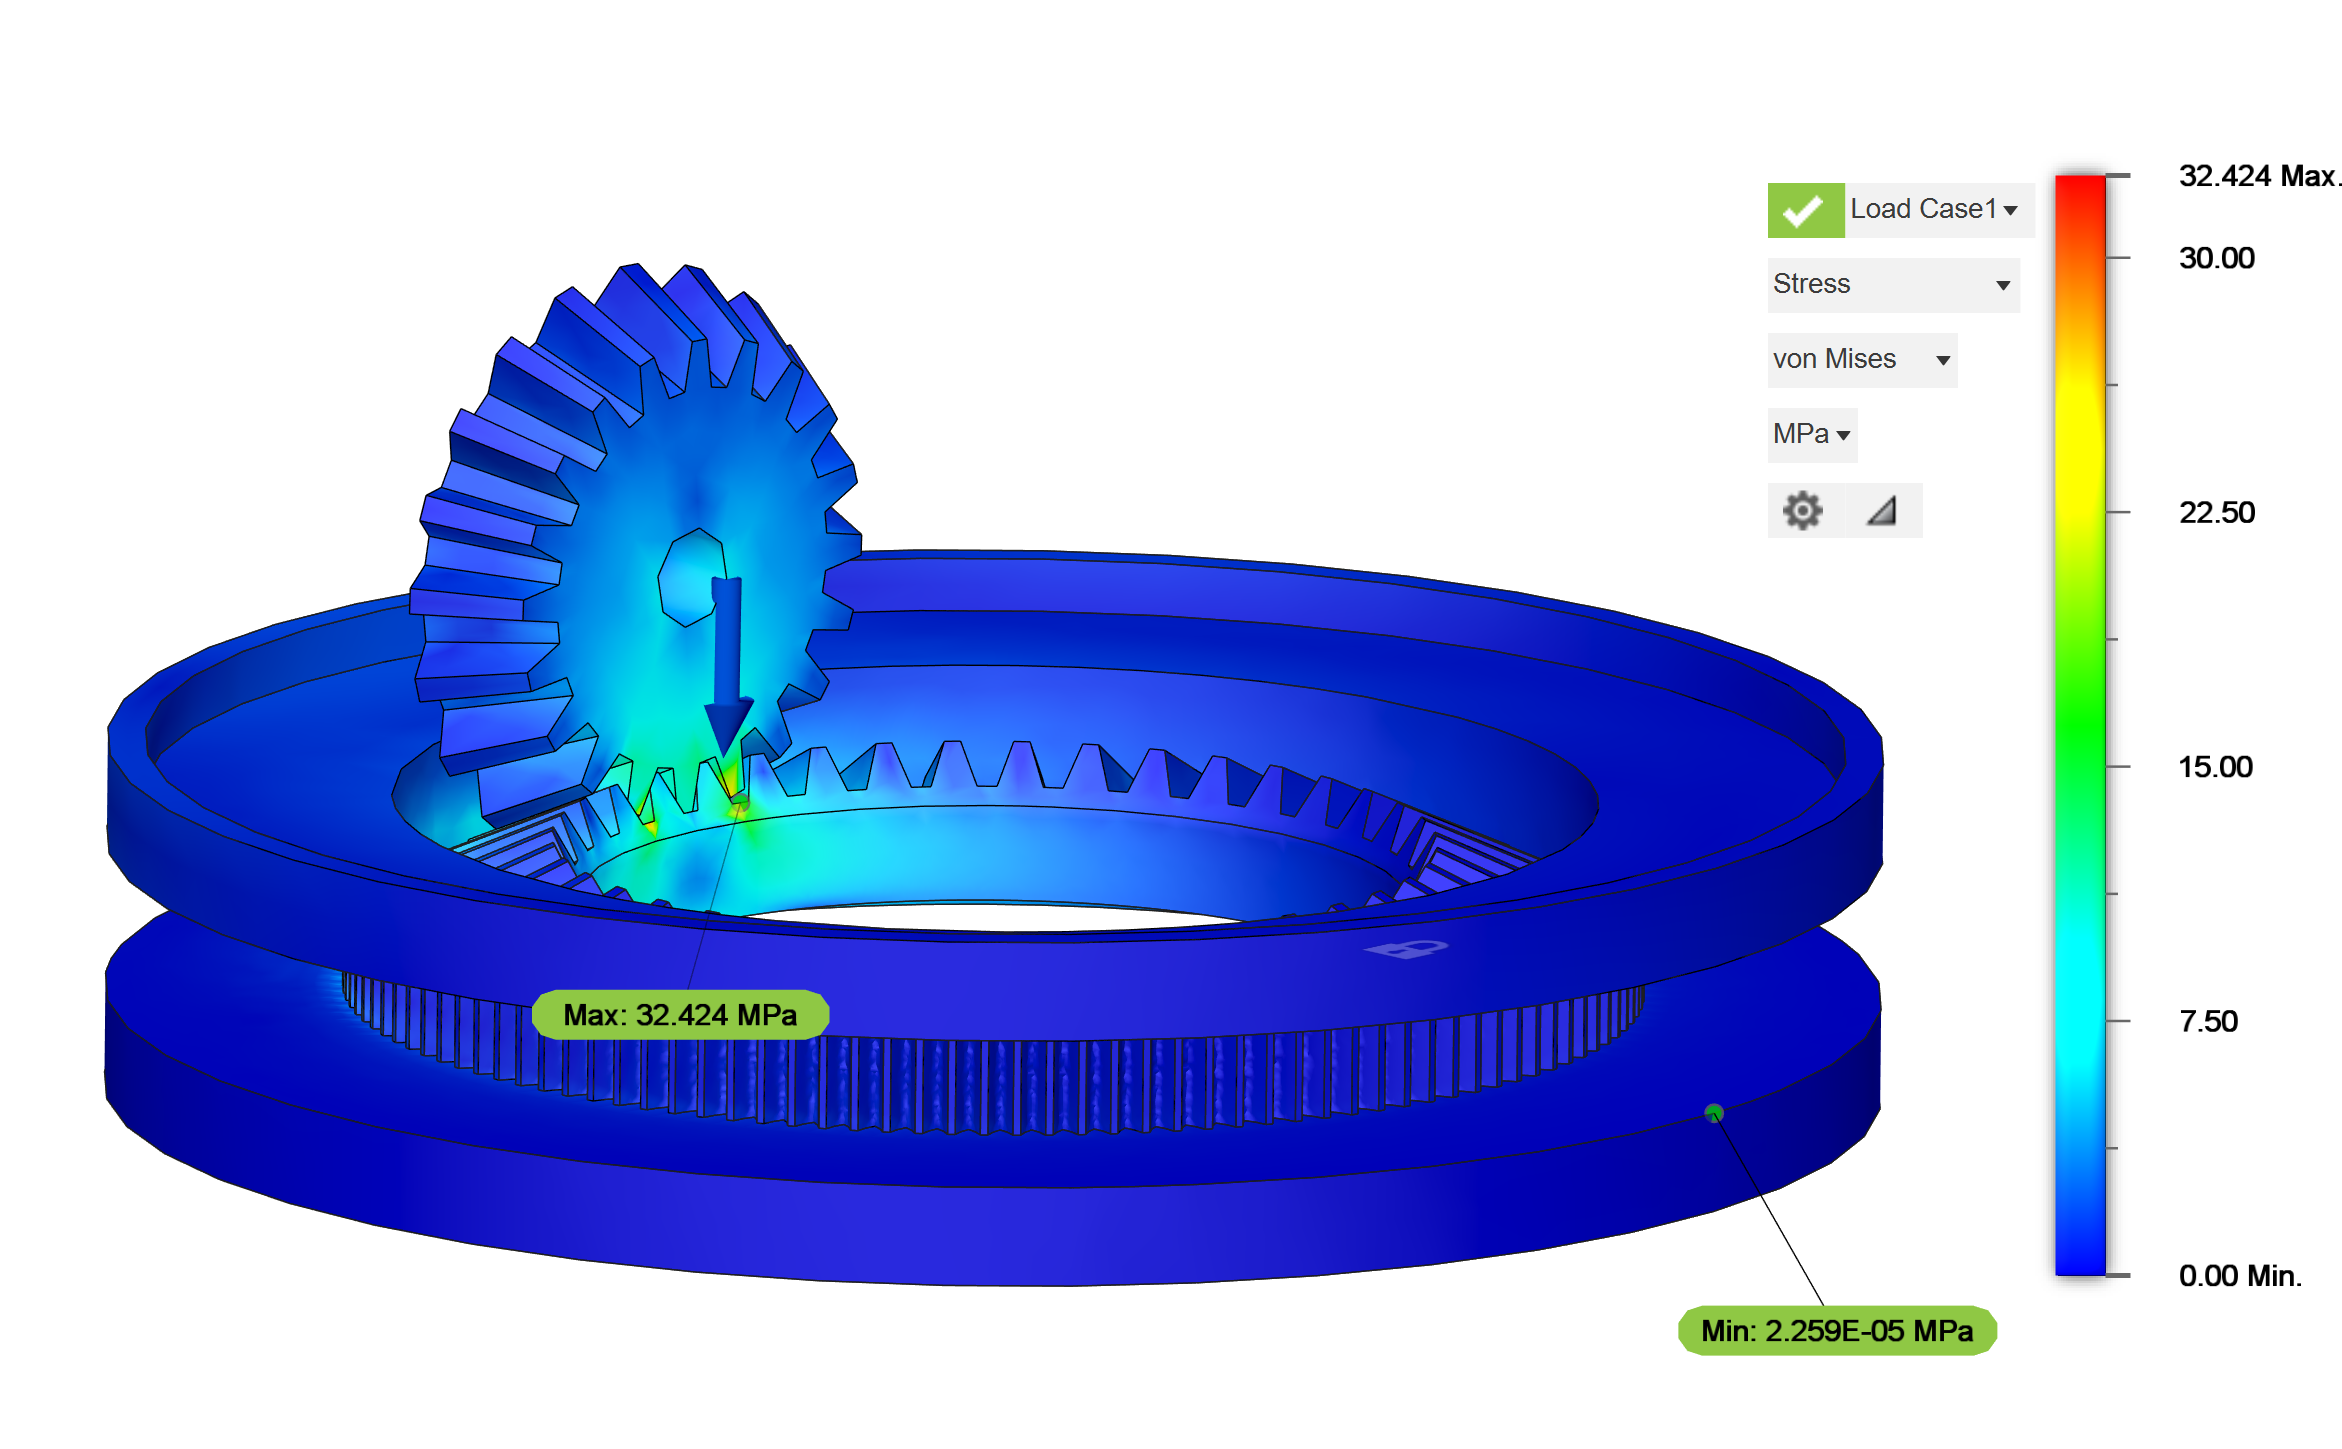 32.424 Max.
Load Case1
30.00
Stress
von Mises
MPa
22.50
15.00
Max: 32.424 MPa
7.50
0.00 Min.
Min: 2.259E-05 MPa